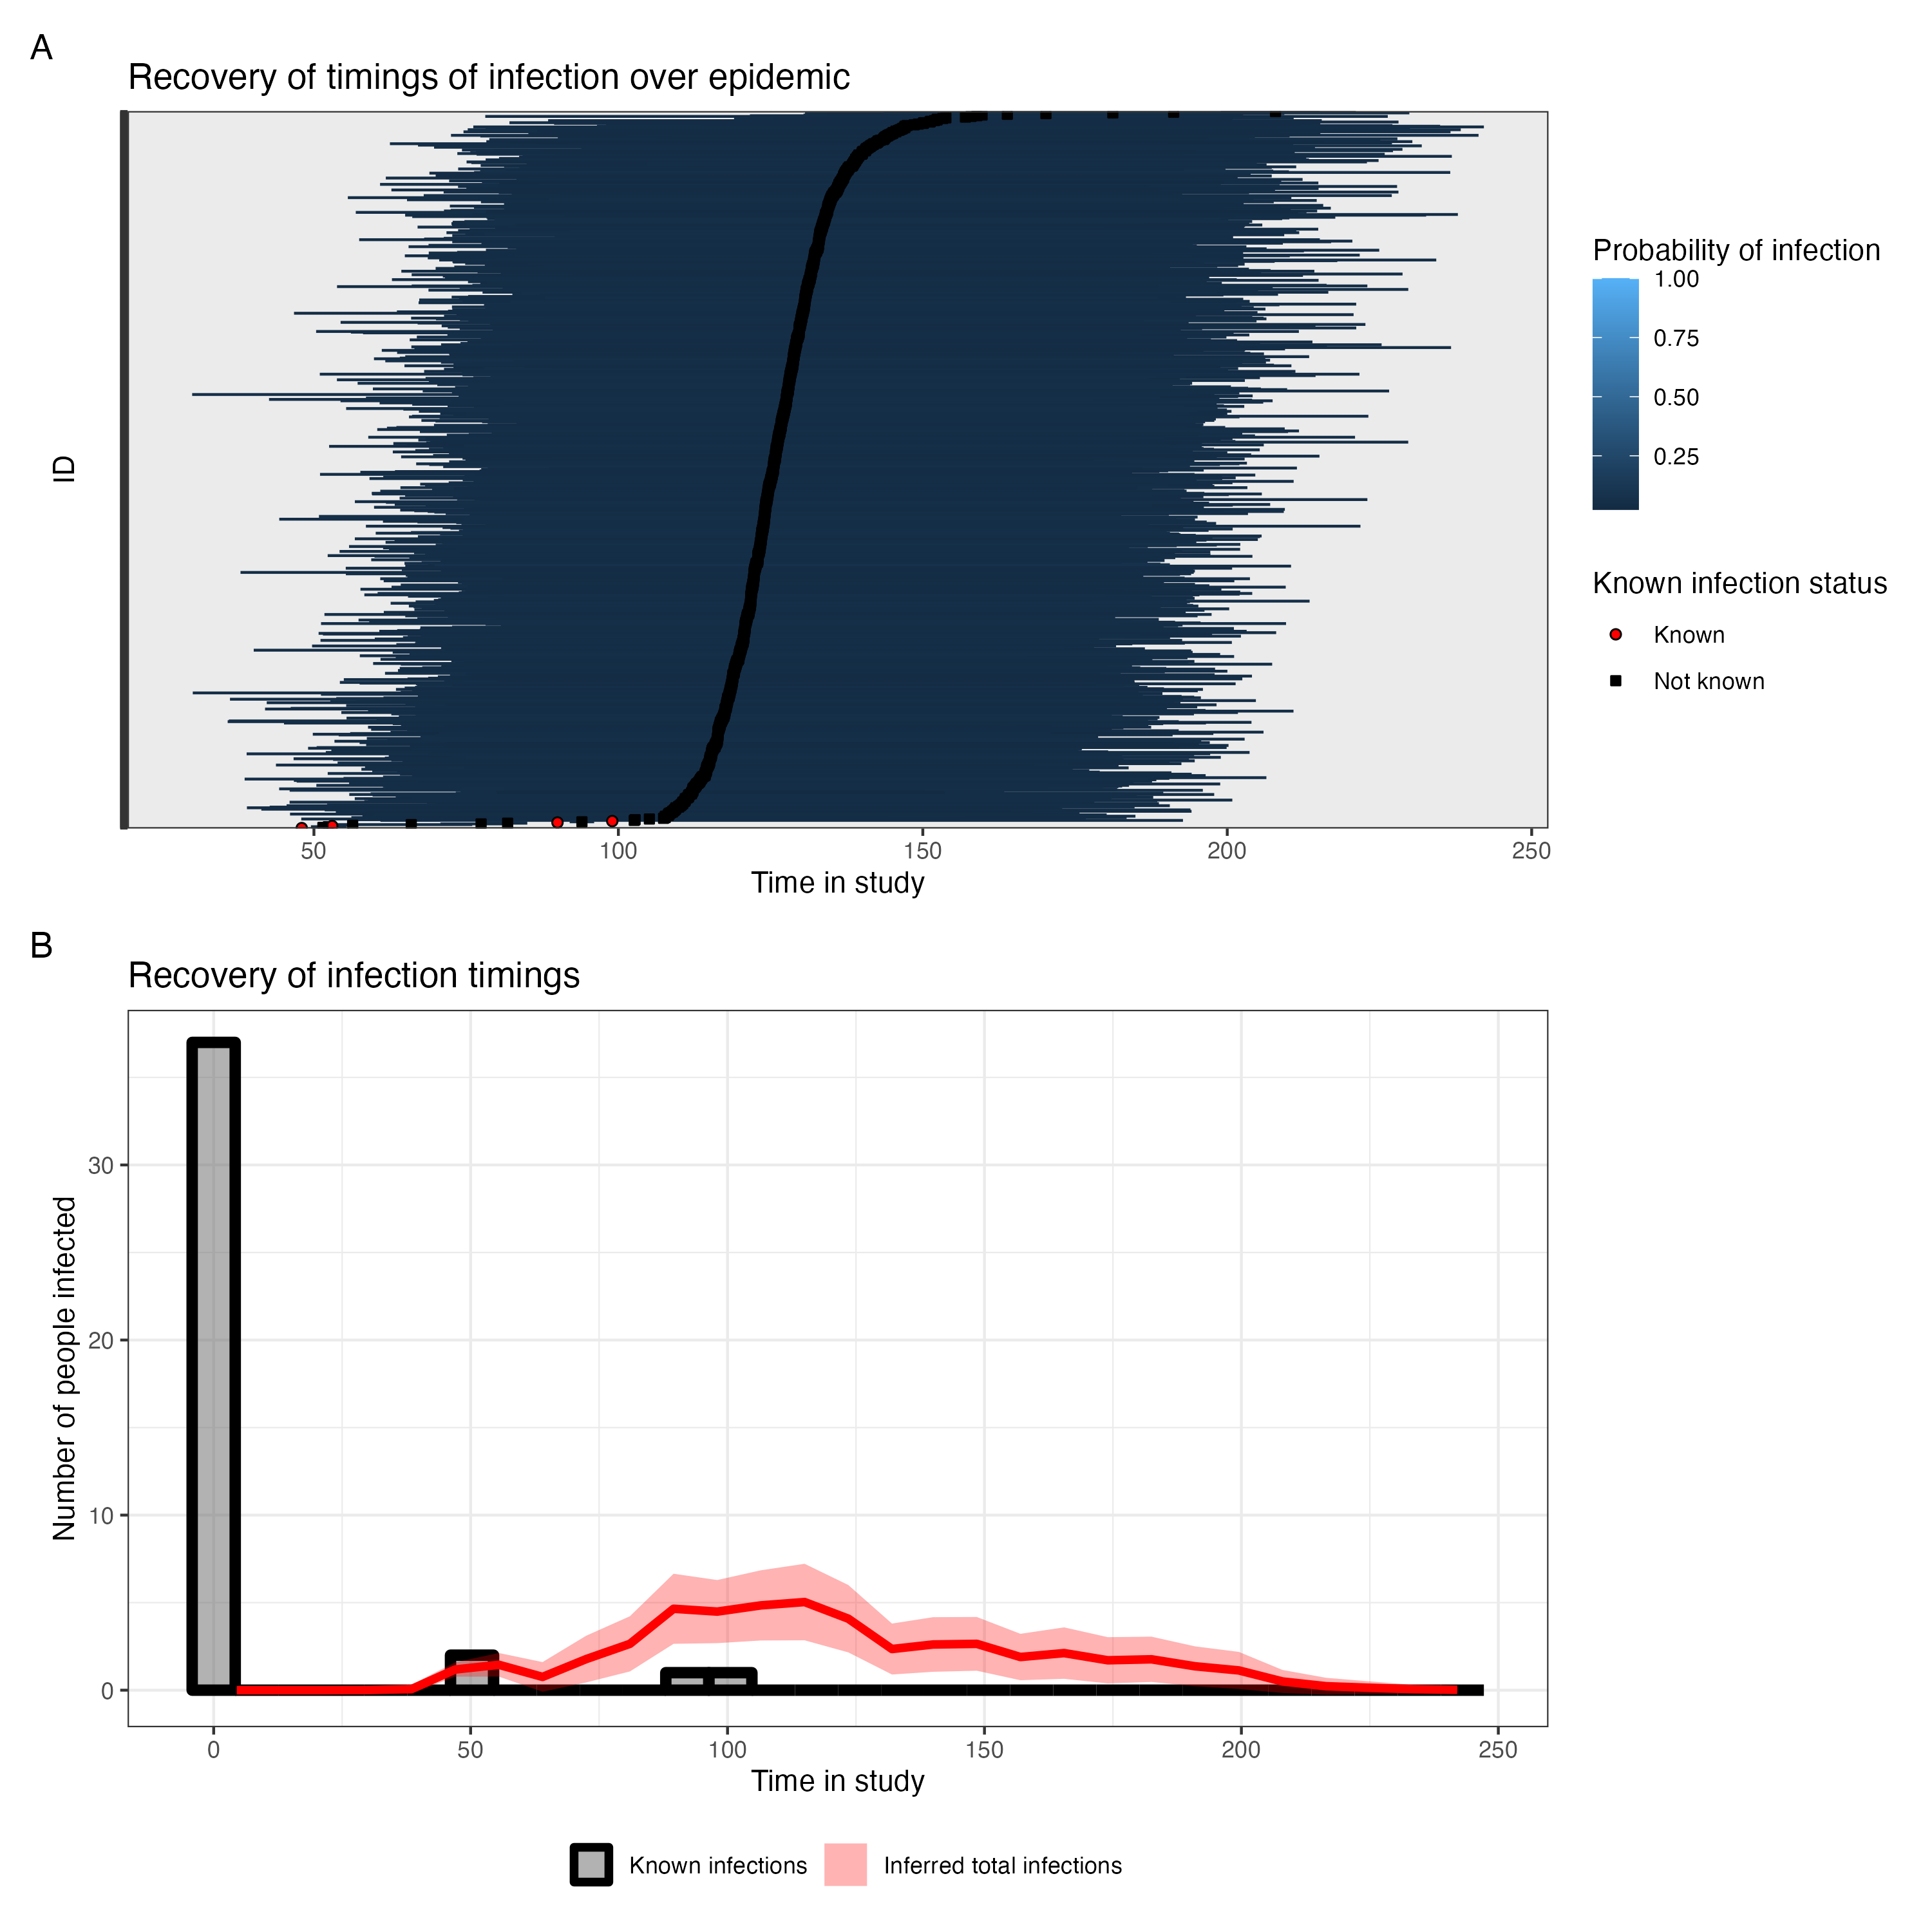 A
Recovery of timings of infection over epidemic
ID
50 100 150 200 250
Time in study
Probability of infection
1.00
0.75
0.50
0.25
Known infection status
Known
Not known
B
Recovery of infection timings
Number of people infected
30
20
10
0
0 50 100 150 200 250
Time in study
Known infections Inferred total infections